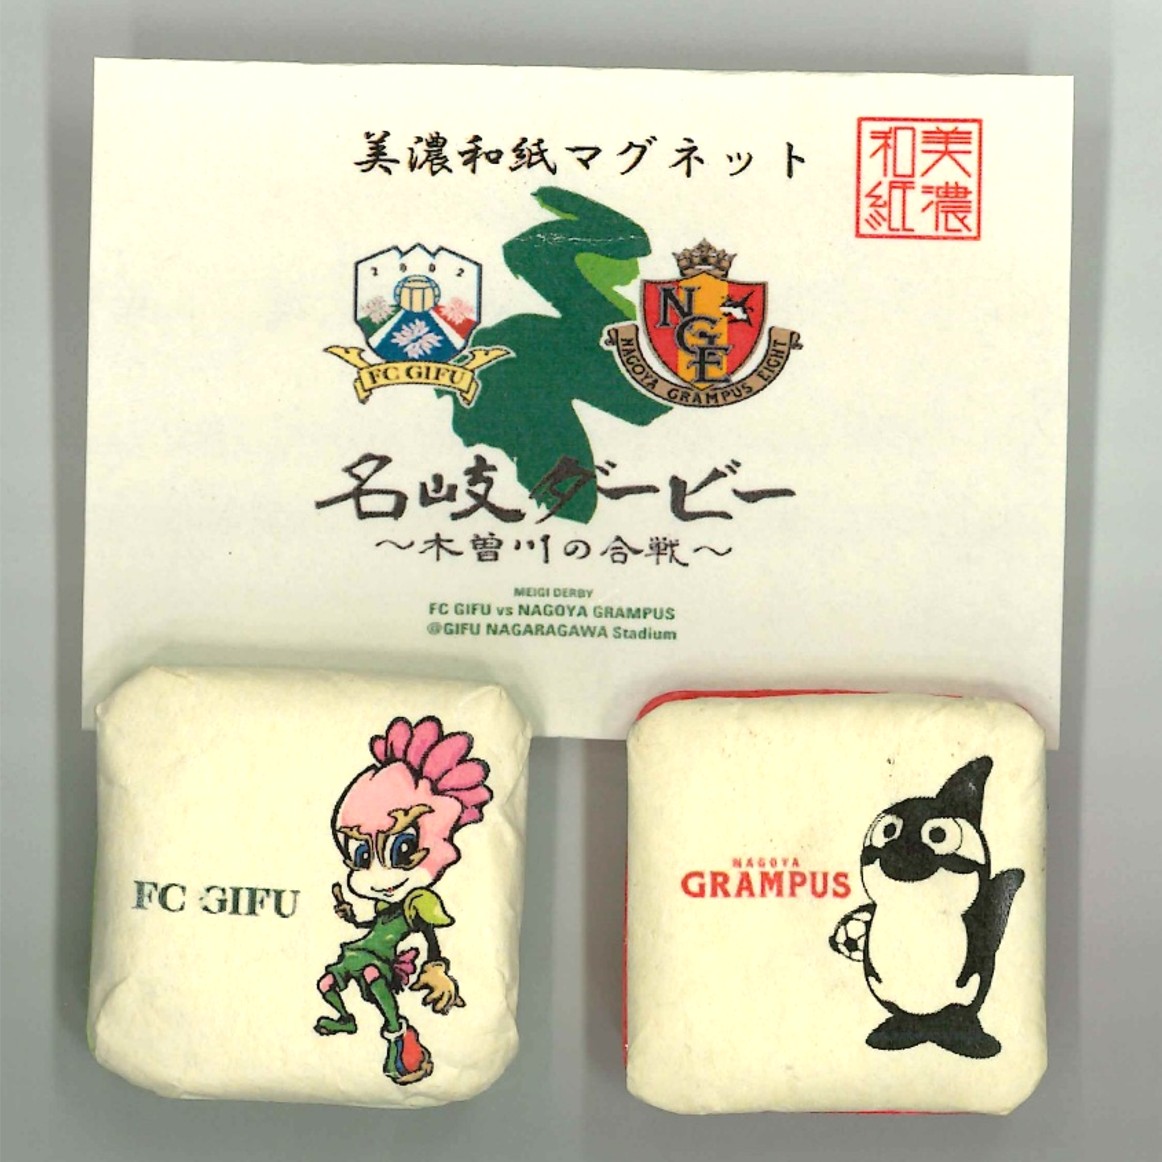 美濃和紙マグネット
美濃
和紙
2002
FC GIFU
NGE
NAGOYA GRAMPUS EIGHT
名岐ダービー
～木曽川の合戦～
MEIGI DERBY
FC GIFU vs NAGOYA GRAMPUS
@GIFU NAGARAGAWA Stadium
FC GIFU
NAGOYA
GRAMPUS